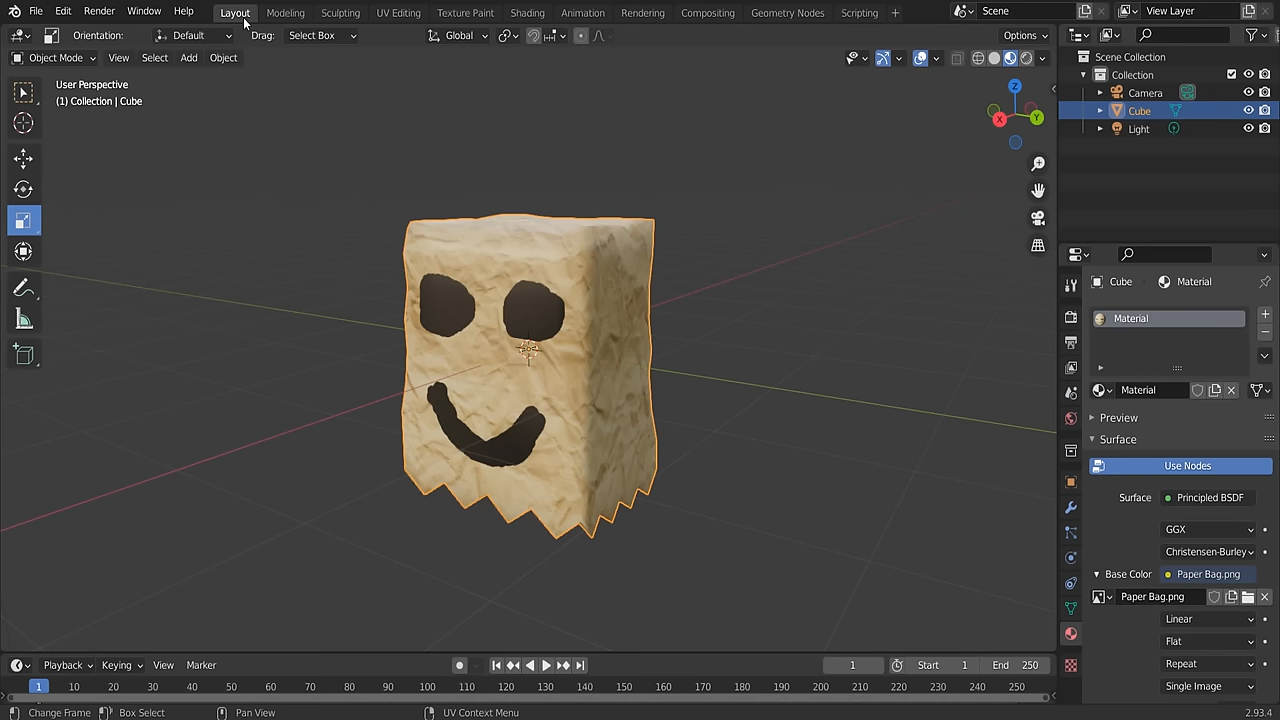 File Edit Render Window Help Layout Modeling Sculpting UV Editing Texture Paint Shading Animation Rendering Compositing Geometry Nodes Scripting + Scene View Layer
Orientation: Default Drag: Select Box Global Options
Object Mode View Select Add Object
Scene Collection
Collection
Camera
Cube
Light
User Perspective
(1) Collection | Cube
Z
X
Y
Cube Material
Material
Material
Preview
Surface
Use Nodes
Surface Principled BSDF
GGX
Christensen-Burley
Base Color Paper Bag.png
Paper Bag.png
Linear
Flat
Repeat
Single Image
Playback Keying View Marker 1 Start 1 End 250
1 10 20 30 40 50 60 70 80 90 100 110 120 130 140 150 160 170 180 190 200 210 220 230 240 250
Change Frame Box Select Pan View UV Context Menu 2.93.4